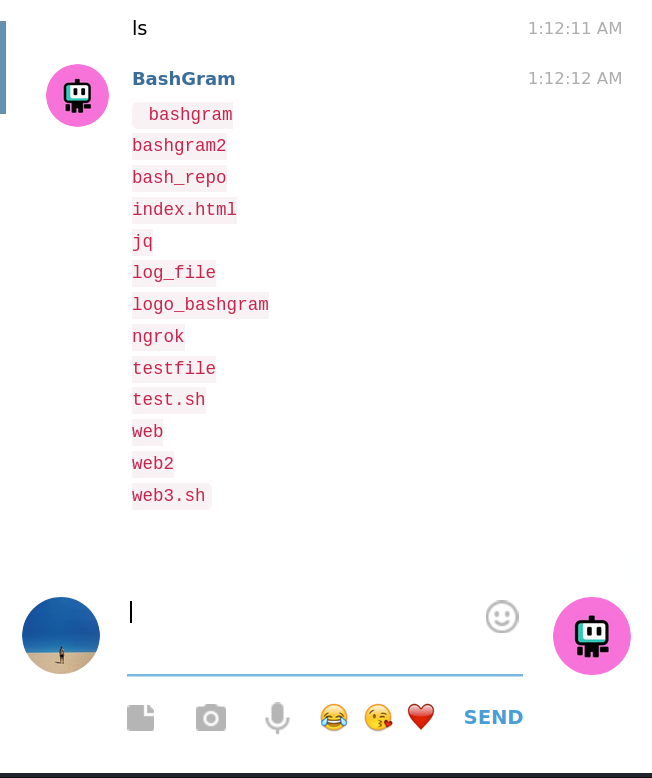 ls 1:12:11 AM
BashGram 1:12:12 AM
bashgram
bashgram2
bash_repo
index.html
jq
log_file
logo_bashgram
ngrok
testfile
test.sh
web
web2
web3.sh
SEND